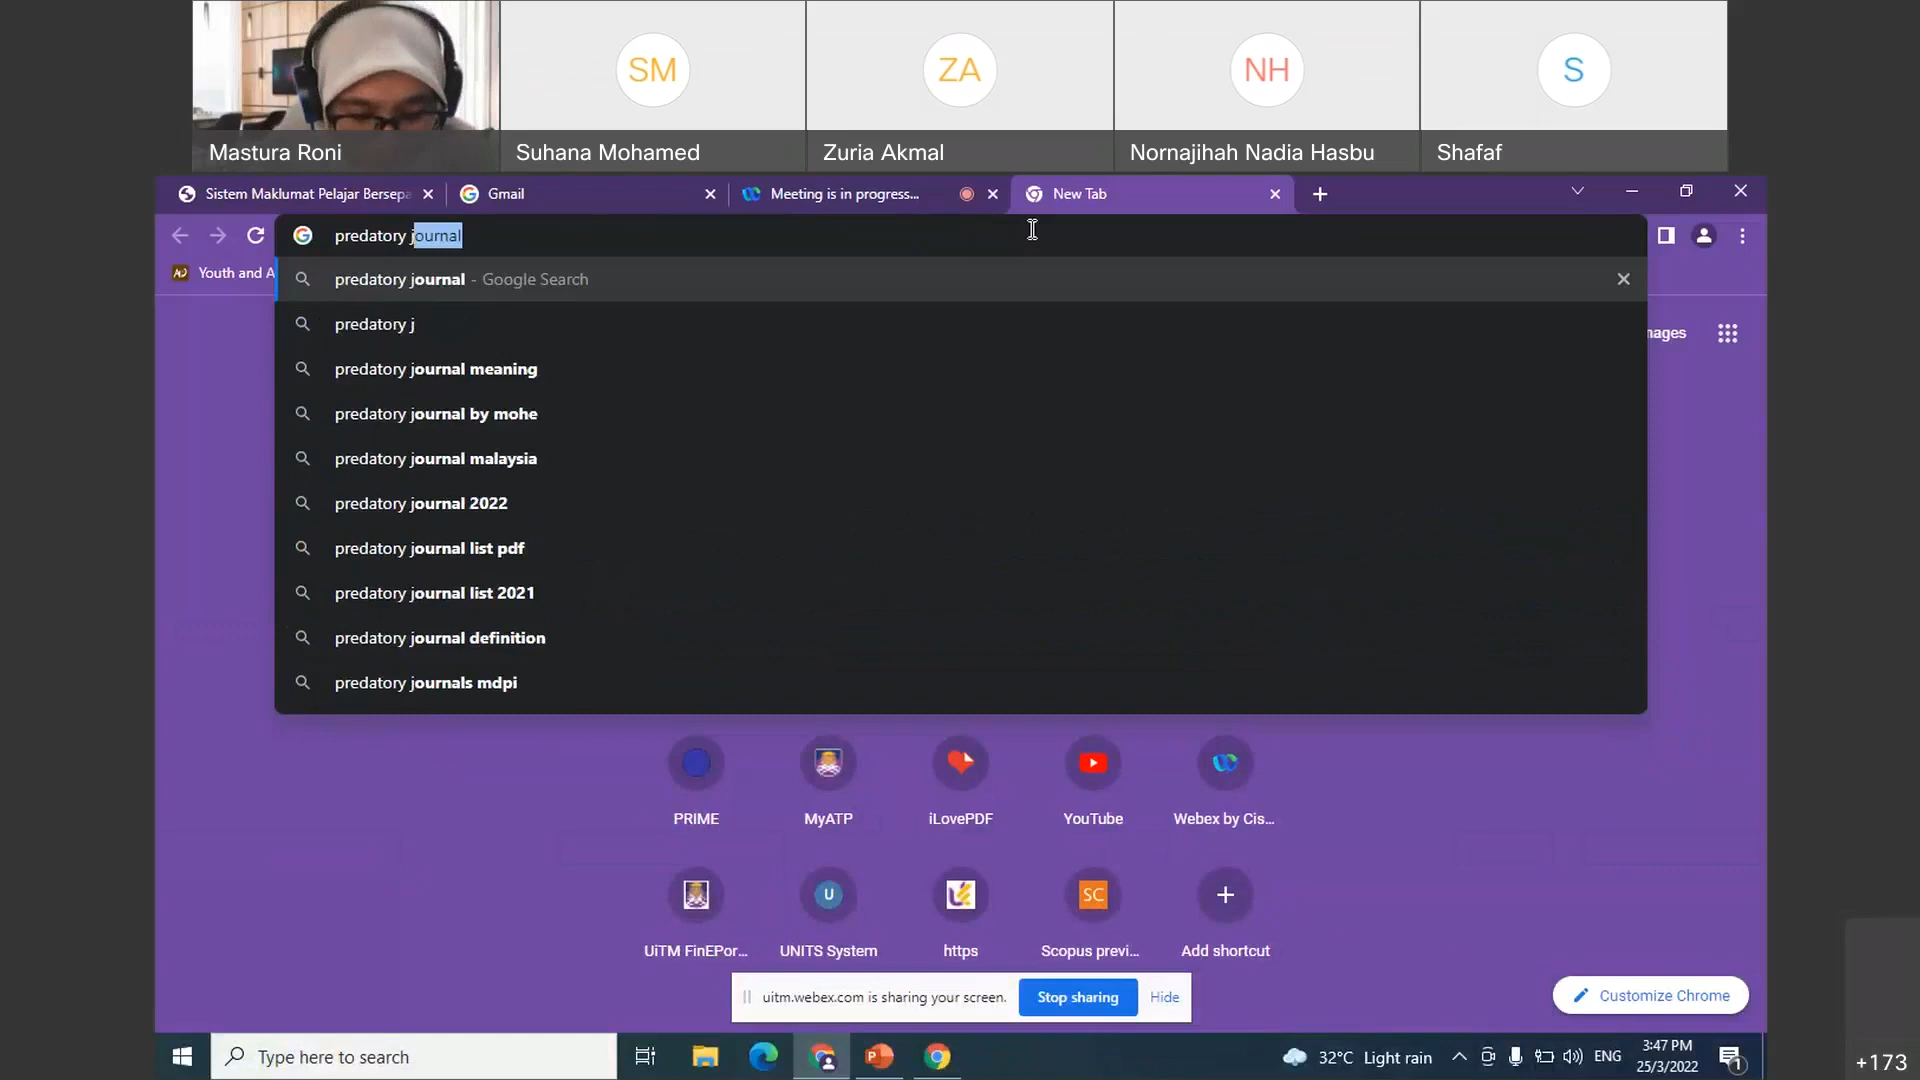 SM
ZA
NH
S
Mastura Roni
Suhana Mohamed
Zuria Akmal
Nornajihah Nadia Hasbu
Shafaf
Sistem Maklumat Pelajar Bersepa
Gmail
Meeting is in progress...
New Tab
predatory journal
Youth and A
predatory journal - Google Search
predatory j
predatory journal meaning
predatory journal by mohe
predatory journal malaysia
predatory journal 2022
predatory journal list pdf
predatory journal list 2021
predatory journal definition
predatory journals mdpi
nages
PRIME
MyATP
iLovePDF
YouTube
Webex by Cis...
U
SC
UiTM FinEPor...
UNITS System
https
Scopus previ...
Add shortcut
uitm.webex.com is sharing your screen.
Stop sharing
Hide
Customize Chrome
Type here to search
32°C Light rain
ENG
3:47 PM
25/3/2022
1
+173